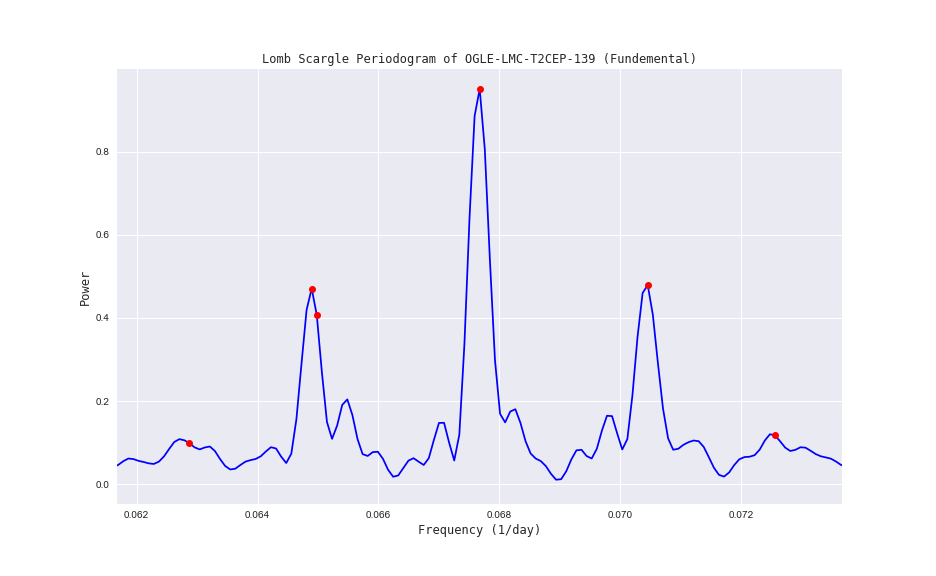 Lomb Scargle Periodogram of OGLE-LMC-T2CEP-139 (Fundemental)
0.8
0.6
0.4
0.2
0.0
Power
0.062 0.064 0.066 0.068 0.070 0.072
Frequency (1/day)